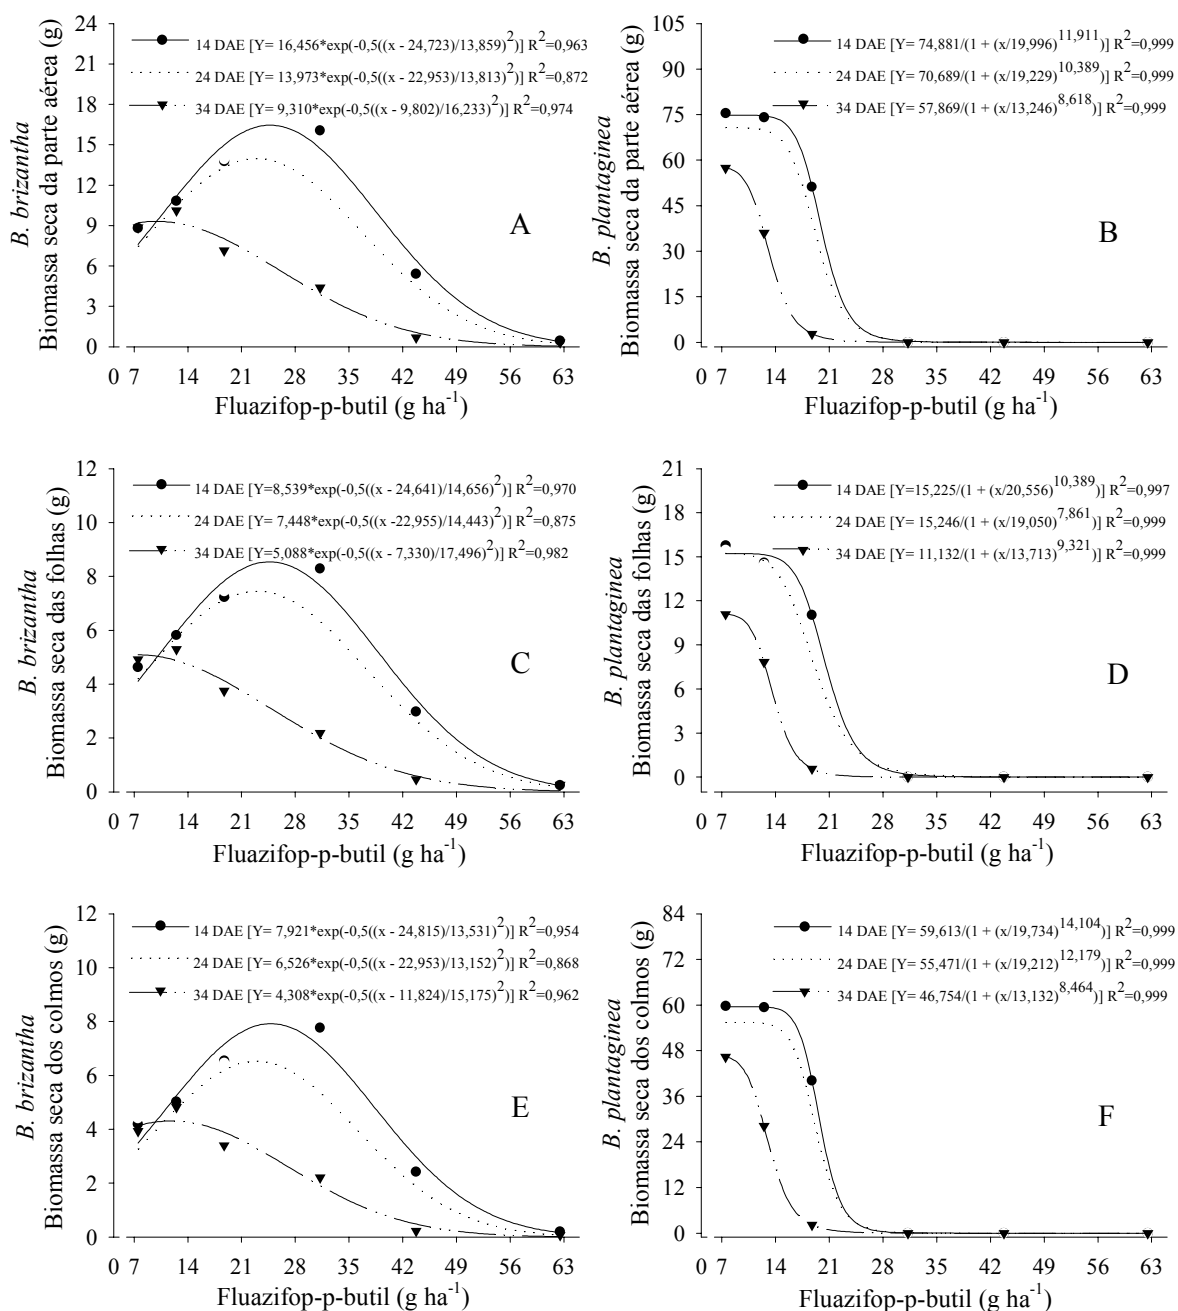 24
21
18
15
12
9
6
3
0
B. brizantha
Biomassa seca da parte aérea (g)
14 DAE [Y= 16,456*exp(-0,5((x - 24,723)/13,859)²)] R²=0,963
24 DAE [Y= 13,973*exp(-0,5((x - 22,953)/13,813)²)] R²=0,872
34 DAE [Y= 9,310*exp(-0,5((x - 9,802)/16,233)²)] R²=0,974
A
0 7 14 21 28 35 42 49 56 63
Fluazifop-p-butil (g ha⁻¹)
105
90
75
60
45
30
15
0
B. plantaginea
Biomassa seca da parte aérea (g)
14 DAE [Y= 74,881/(1 + (x/19,996)^11,911)] R²=0,999
24 DAE [Y= 70,689/(1 + (x/19,229)^10,389)] R²=0,999
34 DAE [Y= 57,869/(1 + (x/13,246)^8,618)] R²=0,999
B
0 7 14 21 28 35 42 49 56 63
Fluazifop-p-butil (g ha⁻¹)
12
10
8
6
4
2
0
B. brizantha
Biomassa seca das folhas (g)
14 DAE [Y=8,539*exp(-0,5((x - 24,641)/14,656)²)] R²=0,970
24 DAE [Y= 7,448*exp(-0,5((x -22,955)/14,443)²)] R²=0,875
34 DAE [Y=5,088*exp(-0,5((x - 7,330)/17,496)²)] R²=0,982
C
0 7 14 21 28 35 42 49 56 63
Fluazifop-p-butil (g ha⁻¹)
21
18
15
12
9
6
3
0
B. plantaginea
Biomassa seca das folhas (g)
14 DAE [Y=15,225/(1 + (x/20,556)^10,389)] R²=0,997
24 DAE [Y= 15,246/(1 + (x/19,050)^7,861)] R²=0,999
34 DAE [Y= 11,132/(1 + (x/13,713)^9,321)] R²=0,999
D
0 7 14 21 28 35 42 49 56 63
Fluazifop-p-butil (g ha⁻¹)
12
10
8
6
4
2
0
B. brizantha
Biomassa seca dos colmos (g)
14 DAE [Y= 7,921*exp(-0,5((x - 24,815)/13,531)²)] R²=0,954
24 DAE [Y= 6,526*exp(-0,5((x - 22,953)/13,152)²)] R²=0,868
34 DAE [Y= 4,308*exp(-0,5((x - 11,824)/15,175)²)] R²=0,962
E
0 7 14 21 28 35 42 49 56 63
Fluazifop-p-butil (g ha⁻¹)
84
72
60
48
36
24
12
0
B. plantaginea
Biomassa seca dos colmos (g)
14 DAE [Y= 59,613/(1 + (x/19,734)^14,104)] R²=0,999
24 DAE [Y= 55,471/(1 + (x/19,212)^12,179)] R²=0,999
34 DAE [Y= 46,754/(1 + (x/13,132)^8,464)] R²=0,999
F
0 7 14 21 28 35 42 49 56 63
Fluazifop-p-butil (g ha⁻¹)